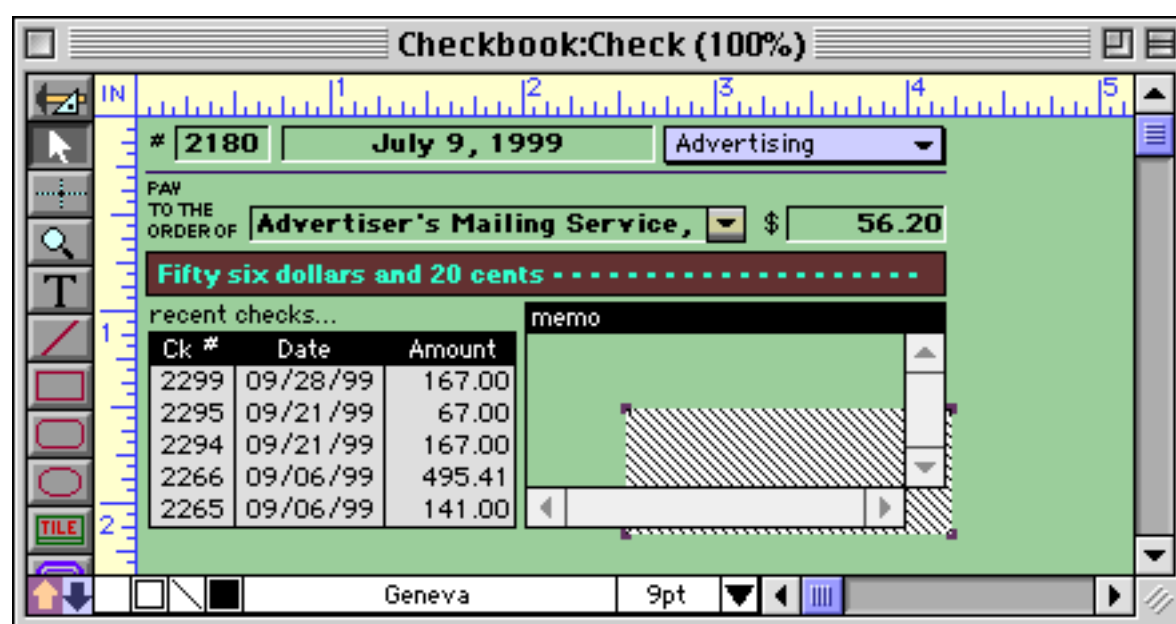 Checkbook:Check (100%)
IN 1 2 3 4 5
# 2180 July 9, 1999 Advertising
PAY
TO THE
ORDER OF Advertiser's Mailing Service, $ 56.20
Fifty six dollars and 20 cents - - - - - - - - - - - - - - - - - - - -
recent checks... memo
1
Ck # Date Amount
2299 09/28/99 167.00
2295 09/21/99 67.00
2294 09/21/99 167.00
2266 09/06/99 495.41
2265 09/06/99 141.00
T
TILE 2
Geneva 9pt